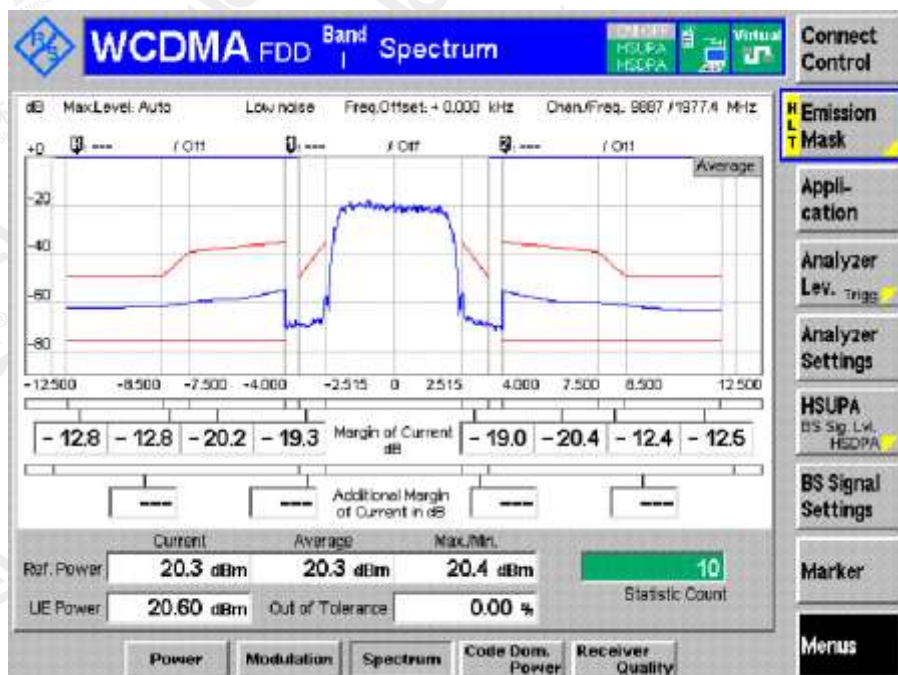 R&S
WCDMA FDD Band I Spectrum
HSUPA
HSDPA
Virtual
Connect Control
dB Max.Level: Auto Low noise Freq.Offset: + 0.000 kHz Chan./Freq. 9887 / 1977.4 MHz
HLT Emission Mask
+0 R: --- / Off 1: --- / Off 2: --- / Off
Average
-20
-40
-60
-80
-12.500 -8.500 -7.500 -4.000 -2.515 0 2.515 4.000 7.500 8.500 12.500
Appli-
cation
Analyzer
Lev. Trigg
Analyzer
Settings
HSUPA
BS Sig. Lvl.
HSDPA
- 12.8 - 12.8 - 20.2 - 19.3 Margin of Current dB - 19.0 - 20.4 - 12.4 - 12.5
--- --- Additional Margin of Current in dB --- ---
BS Signal
Settings
Current Average Max./Min.
Ref. Power 20.3 dBm 20.3 dBm 20.4 dBm 10
Statistic Count
UE Power 20.60 dBm Out of Tolerance 0.00 %
Marker
Power Modulation Spectrum Code Dom. Power Receiver Quality
Menus